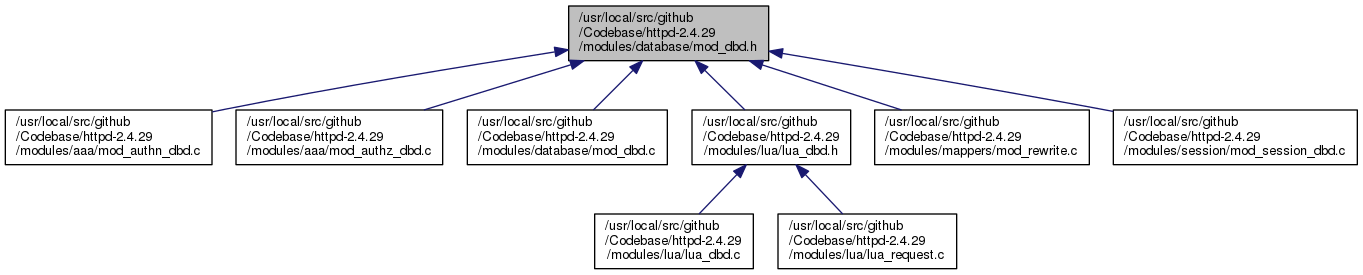 /usr/local/src/github
/Codebase/httpd-2.4.29
/modules/database/mod_dbd.h
/usr/local/src/github
/Codebase/httpd-2.4.29
/modules/aaa/mod_authn_dbd.c
/usr/local/src/github
/Codebase/httpd-2.4.29
/modules/aaa/mod_authz_dbd.c
/usr/local/src/github
/Codebase/httpd-2.4.29
/modules/database/mod_dbd.c
/usr/local/src/github
/Codebase/httpd-2.4.29
/modules/lua/lua_dbd.h
/usr/local/src/github
/Codebase/httpd-2.4.29
/modules/mappers/mod_rewrite.c
/usr/local/src/github
/Codebase/httpd-2.4.29
/modules/session/mod_session_dbd.c
/usr/local/src/github
/Codebase/httpd-2.4.29
/modules/lua/lua_dbd.c
/usr/local/src/github
/Codebase/httpd-2.4.29
/modules/lua/lua_request.c